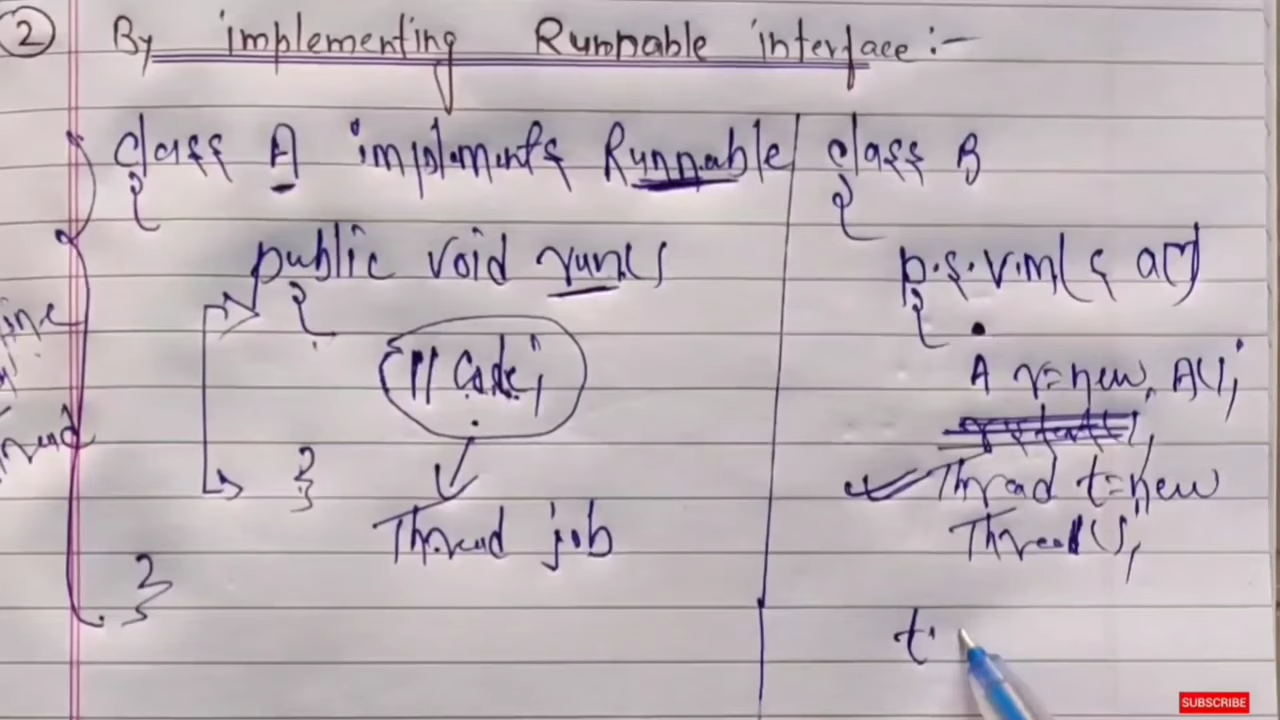 2 By implementing Runnable interface :-
class A implements Runnable
{
public void run()
{
// Code;
}
Thread job
}
class B
{
p.s.v.m(s a[])
{
A r=new A();
Thread t=new
Thread();
t.
SUBSCRIBE